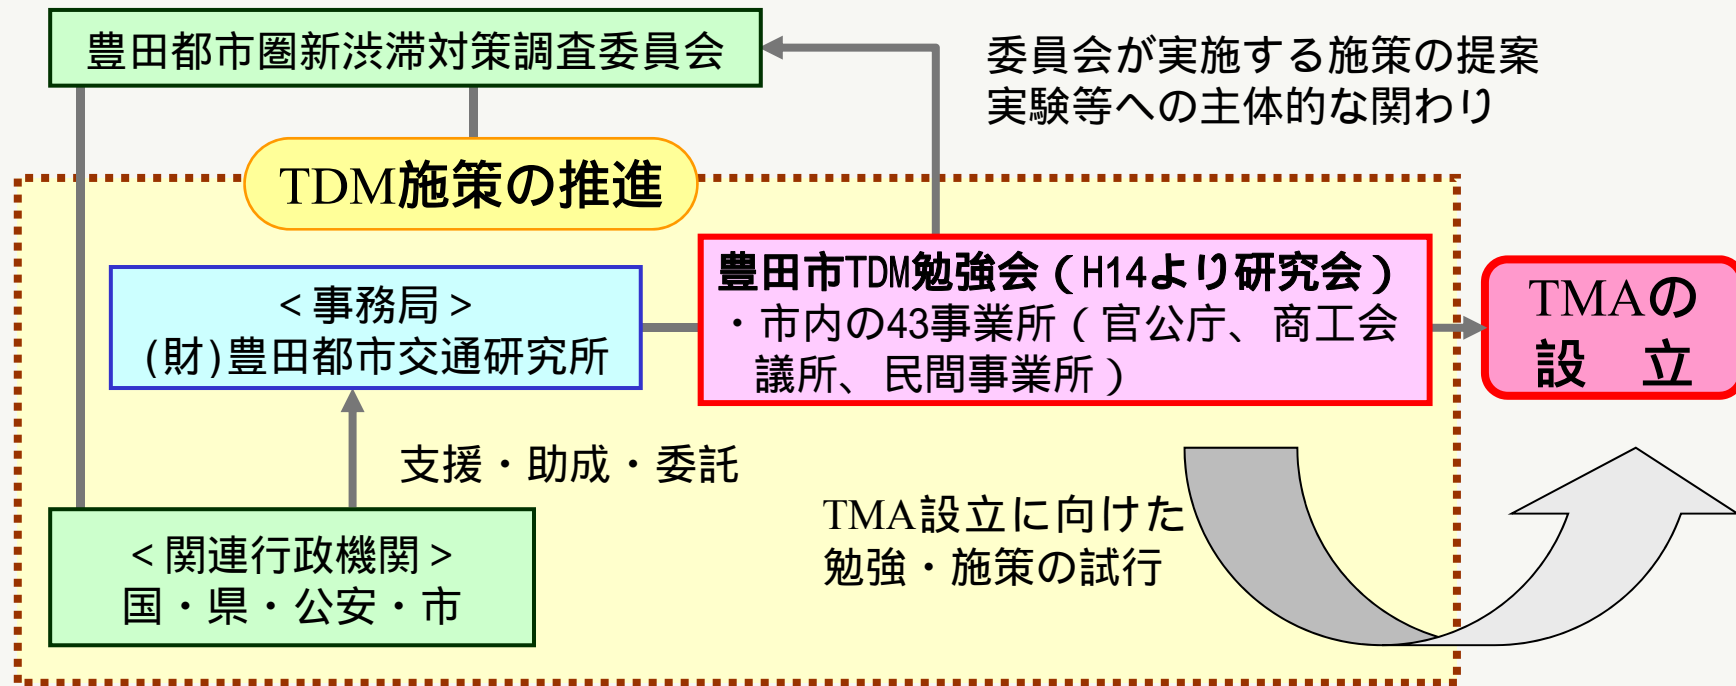 豊田都市圏新渋滞対策調査委員会
委員会が実施する施策の提案
実験等への主体的な関わり
TDM施策の推進
豊田市TDM勉強会（H14より研究会）
・市内の43事業所（官公庁、商工会
議所、民間事業所）
＜事務局＞
(財)豊田都市交通研究所
TMAの
設　立
支援・助成・委託
TMA設立に向けた
勉強・施策の試行
＜関連行政機関＞
国・県・公安・市